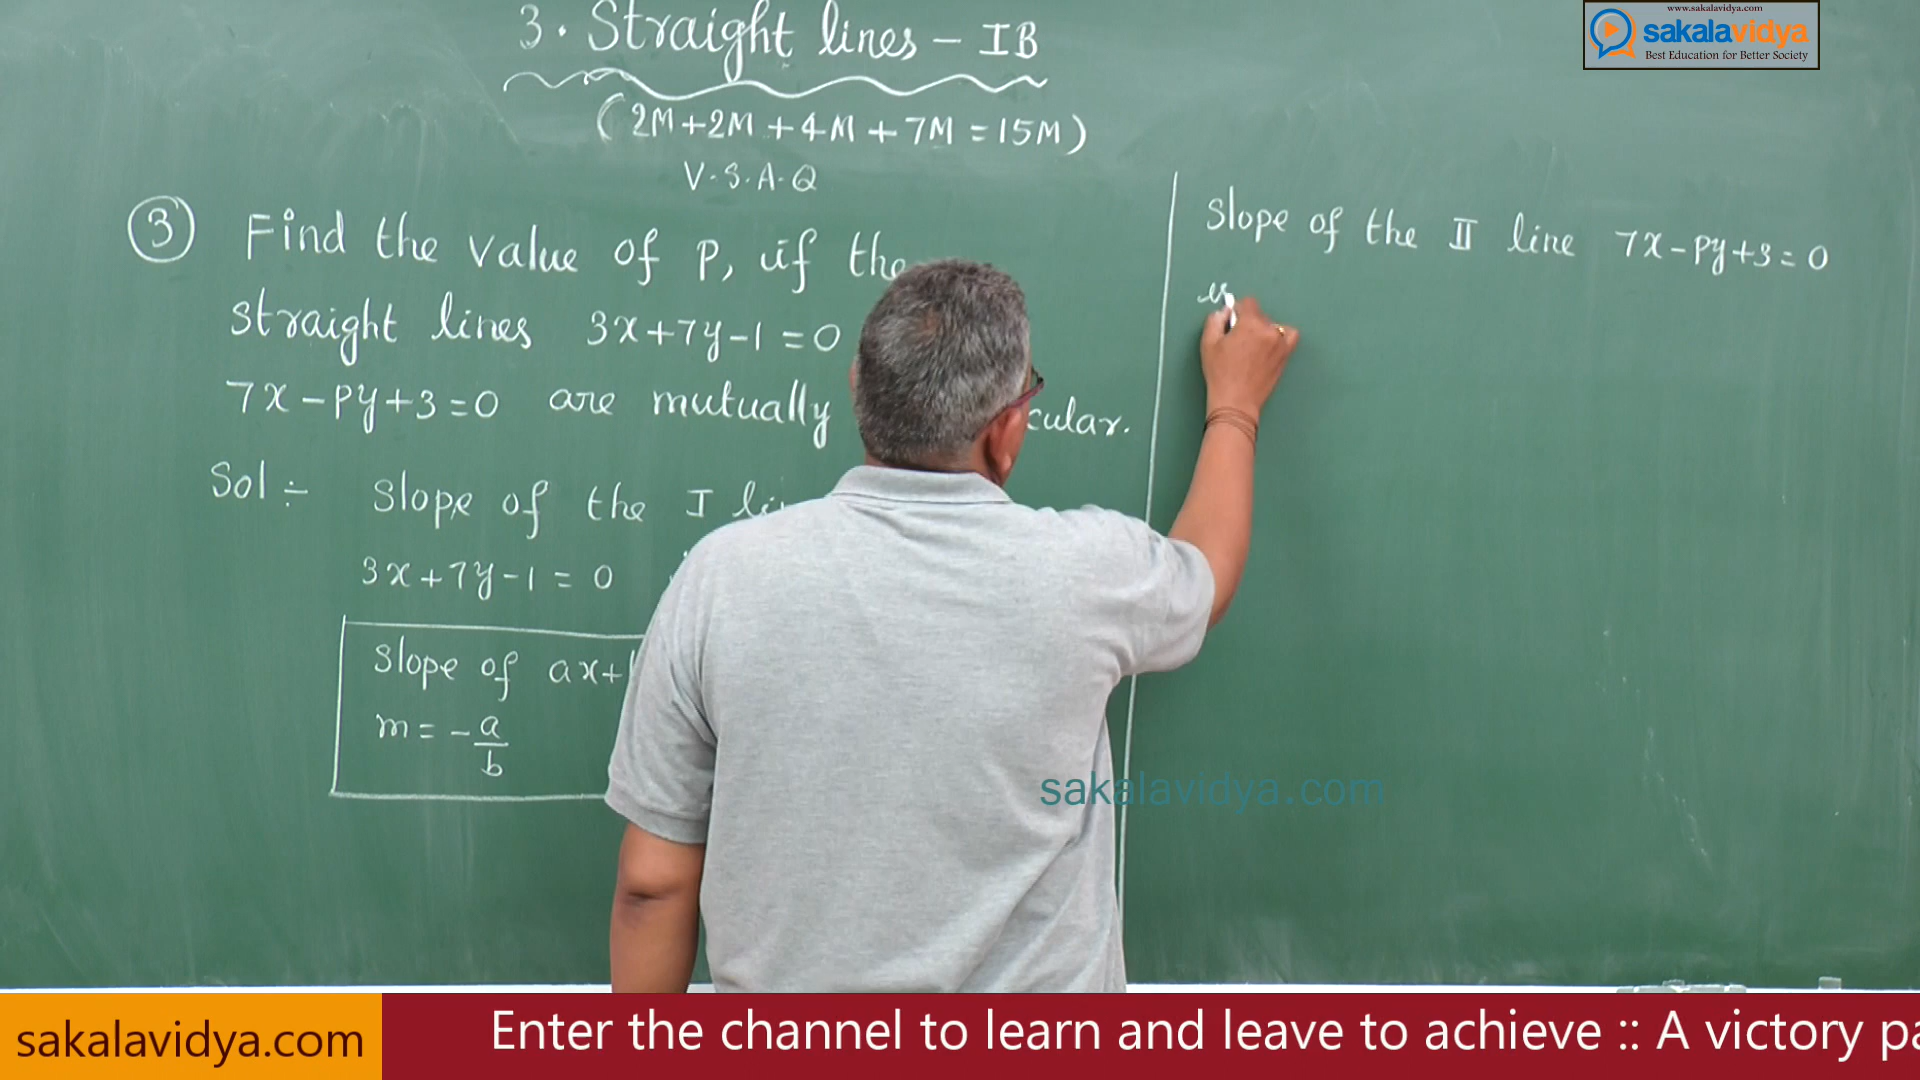 3. Straight lines - IB
(2M+2M+4M+7M=15M)
V.S.A.Q
③ Find the value of P, if the
straight lines 3x+7y-1=0
7x-py+3=0 are mutually cular.
Sol:- Slope of the I
3x+7y-1=0
Slope of ax+
m = -a/b
Slope of the II line 7x-py+3=0
is
www.sakalavidya.com
sakalavidya
Best Education for Better Society
sakalavidya.com
sakalavidya.com
Enter the channel to learn and leave to achieve :: A victory